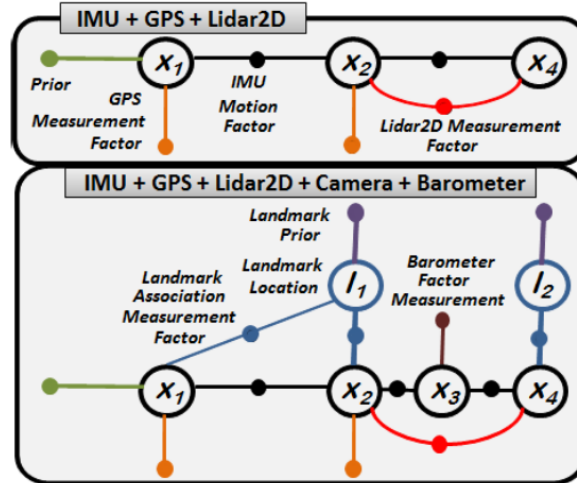 IMU + GPS + Lidar2D
x1
x2
x4
Prior
GPS
Measurement
Factor
IMU
Motion
Factor
Lidar2D Measurement
Factor
IMU + GPS + Lidar2D + Camera + Barometer
Landmark
Prior
Landmark
Location
l1
Barometer
Factor
Measurement
l2
Landmark
Association
Measurement
Factor
x1
x2
x3
x4